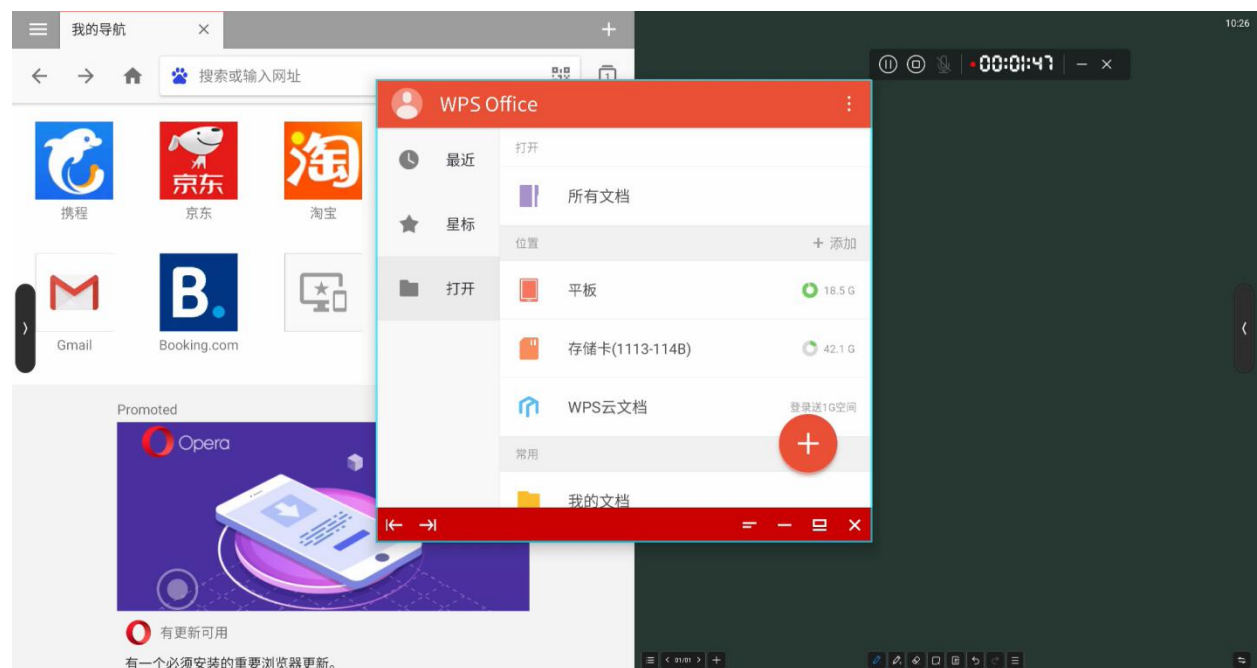 我的导航
10:26
搜索或输入网址
1
00:01:47
WPS Office
打开
最近
所有文档
星标
位置
添加
打开
平板
18.5 G
存储卡(1113-114B)
42.1 G
WPS云文档
登录送1G空间
常用
我的文档
京东
淘
携程
京东
淘宝
B.
Gmail
Booking.com
Promoted
Opera
有更新可用
有一个必须安装的重要浏览器更新。
01/01